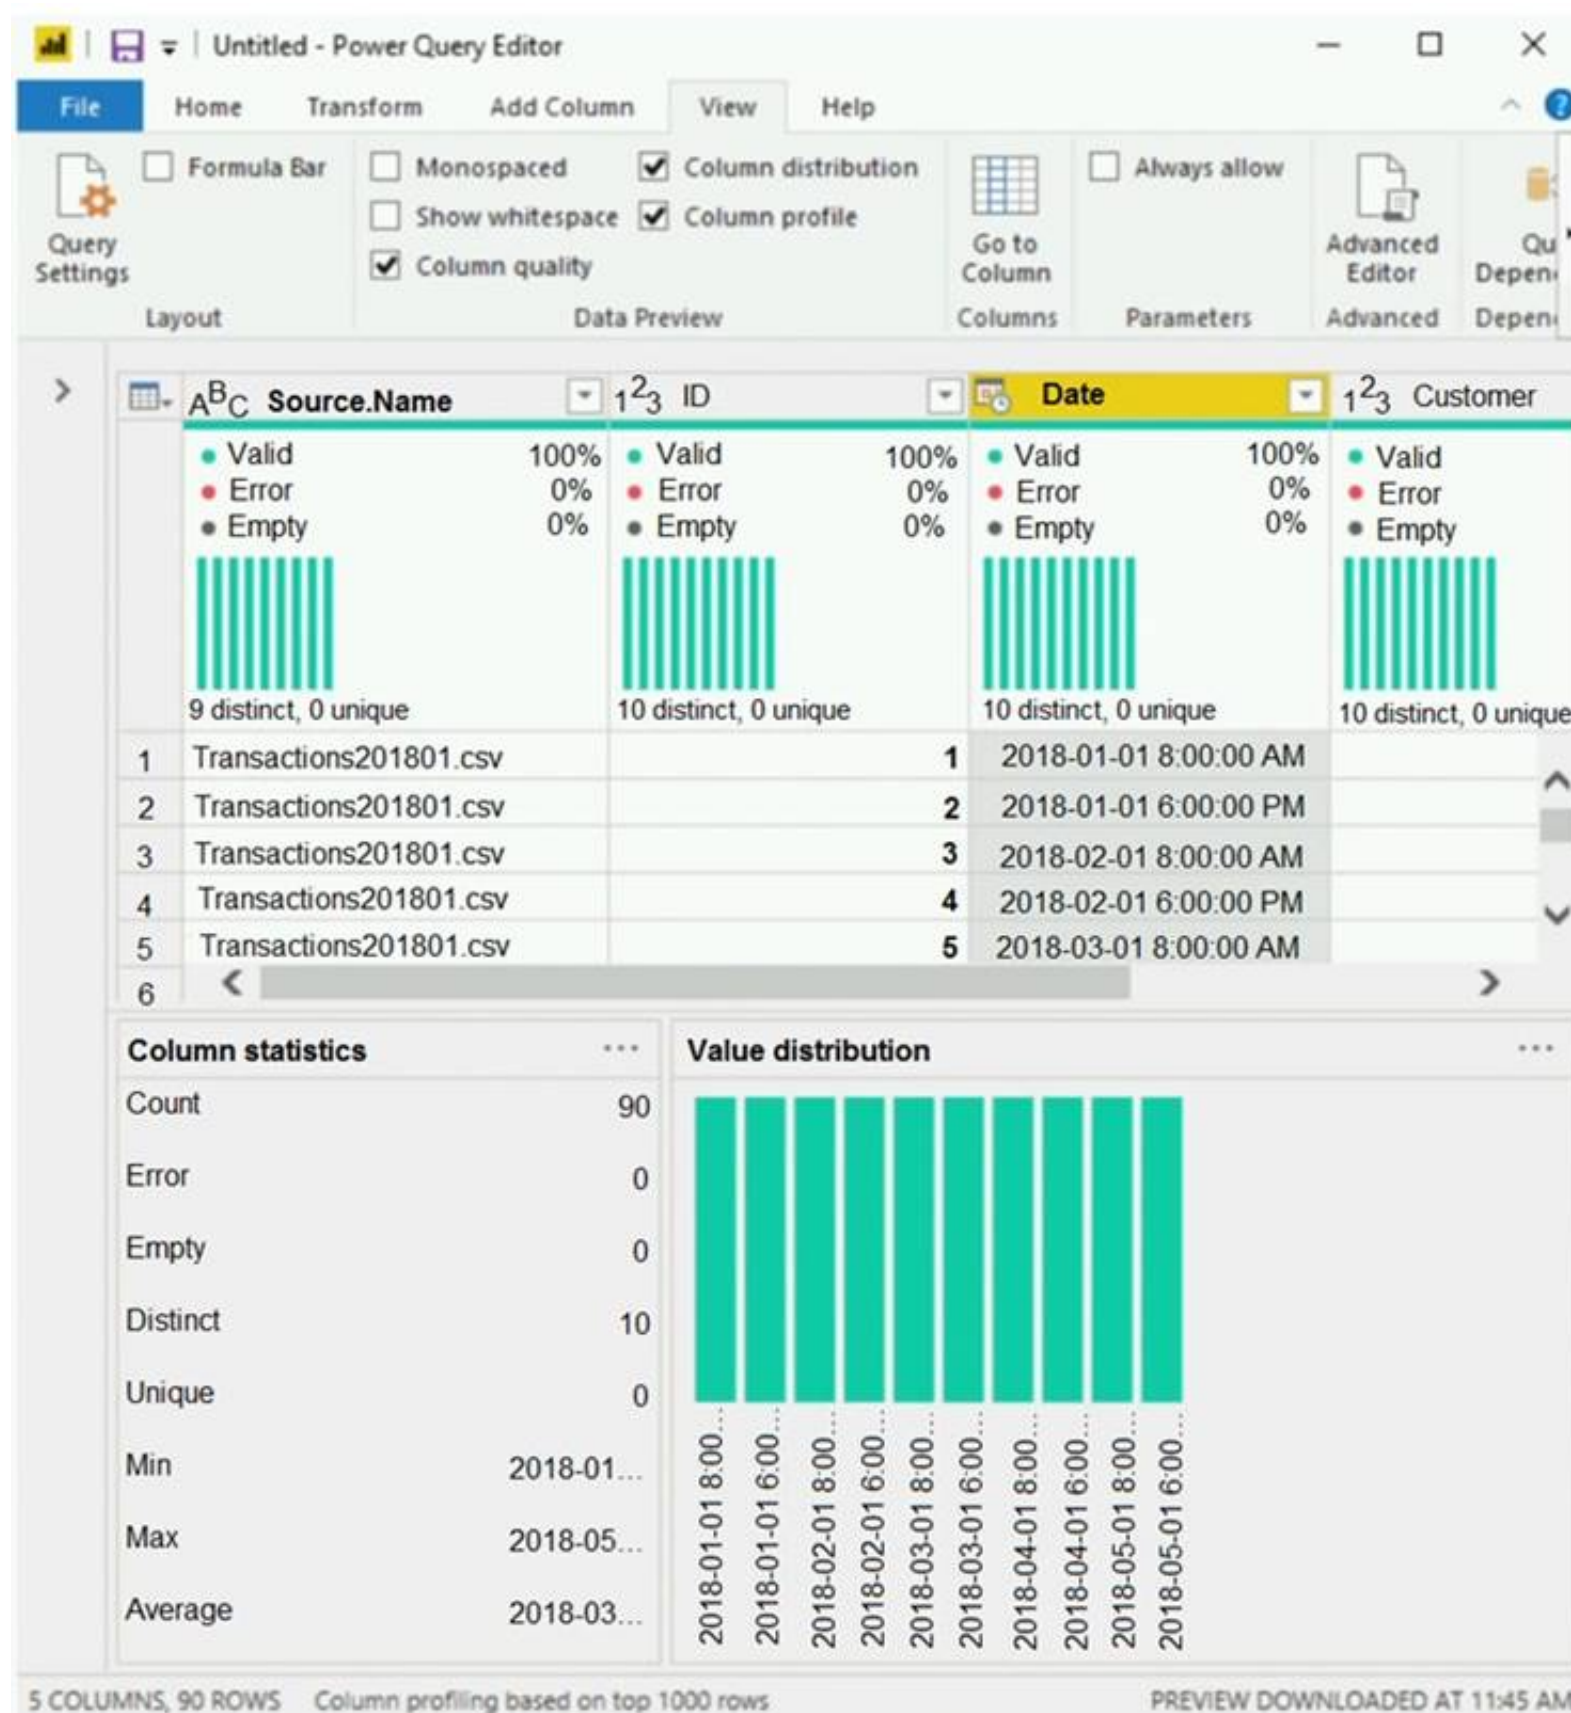 Untitled - Power Query Editor
File Home Transform Add Column View Help
Query Settings
Formula Bar
Layout
Monospaced
Show whitespace
Column quality
Column distribution
Column profile
Data Preview
Go to Column
Columns
Always allow
Parameters
Advanced Editor
Advanced
Qu
Depen
Depen
ABC Source.Name 123 ID Date 123 Customer
Valid 100% Valid 100% Valid 100% Valid
Error 0% Error 0% Error 0% Error
Empty 0% Empty 0% Empty 0% Empty
9 distinct, 0 unique 10 distinct, 0 unique 10 distinct, 0 unique 10 distinct, 0 unique
1 Transactions201801.csv 1 2018-01-01 8:00:00 AM
2 Transactions201801.csv 2 2018-01-01 6:00:00 PM
3 Transactions201801.csv 3 2018-02-01 8:00:00 AM
4 Transactions201801.csv 4 2018-02-01 6:00:00 PM
5 Transactions201801.csv 5 2018-03-01 8:00:00 AM
6
Column statistics ...
Count 90
Error 0
Empty 0
Distinct 10
Unique 0
Min 2018-01...
Max 2018-05...
Average 2018-03...
Value distribution ...
2018-01-01 8:00...
2018-01-01 6:00...
2018-02-01 8:00...
2018-02-01 6:00...
2018-03-01 8:00...
2018-03-01 6:00...
2018-04-01 8:00...
2018-04-01 6:00...
2018-05-01 8:00...
2018-05-01 6:00...
5 COLUMNS, 90 ROWS Column profiling based on top 1000 rows PREVIEW DOWNLOADED AT 11:45 AM